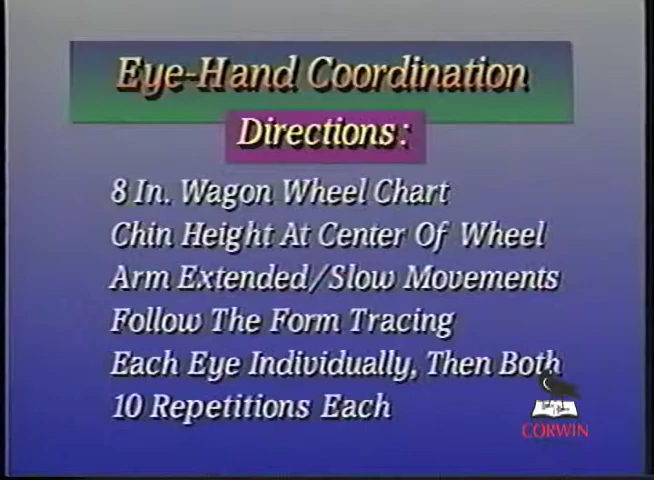 Eye-Hand Coordination
Directions:
8 In. Wagon Wheel Chart
Chin Height At Center Of Wheel
Arm Extended/Slow Movements
Follow The Form Tracing
Each Eye Individually, Then Both
10 Repetitions Each
CORWIN